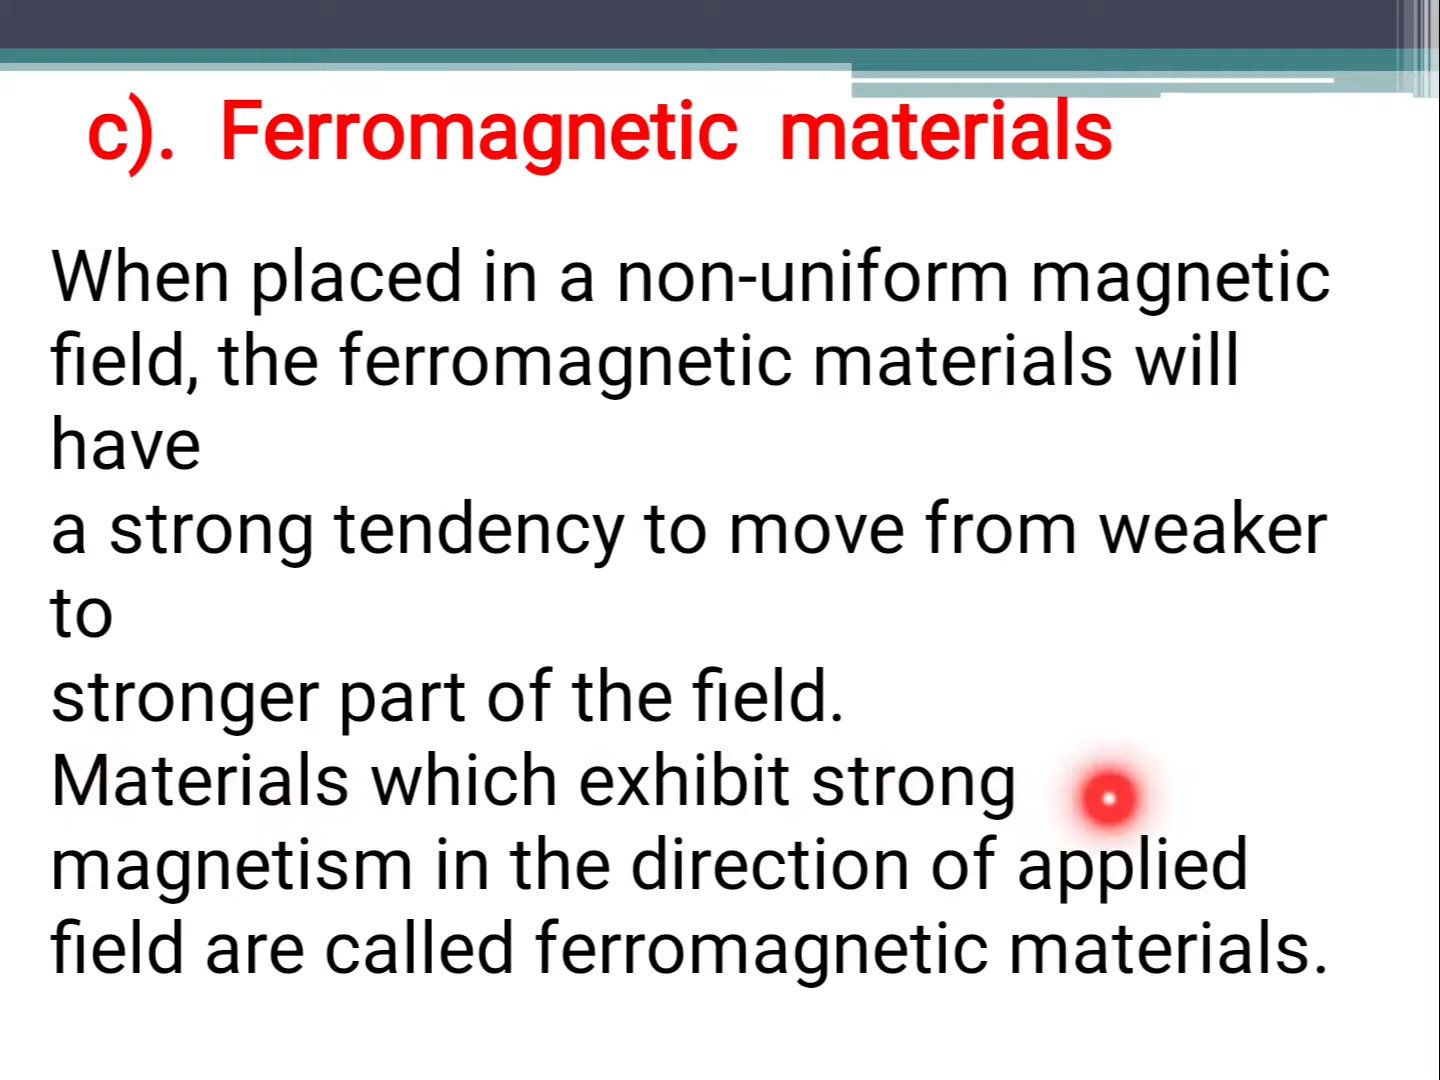 c). Ferromagnetic materials
When placed in a non-uniform magnetic
field, the ferromagnetic materials will
have
a strong tendency to move from weaker
to
stronger part of the field.
Materials which exhibit strong
magnetism in the direction of applied
field are called ferromagnetic materials.